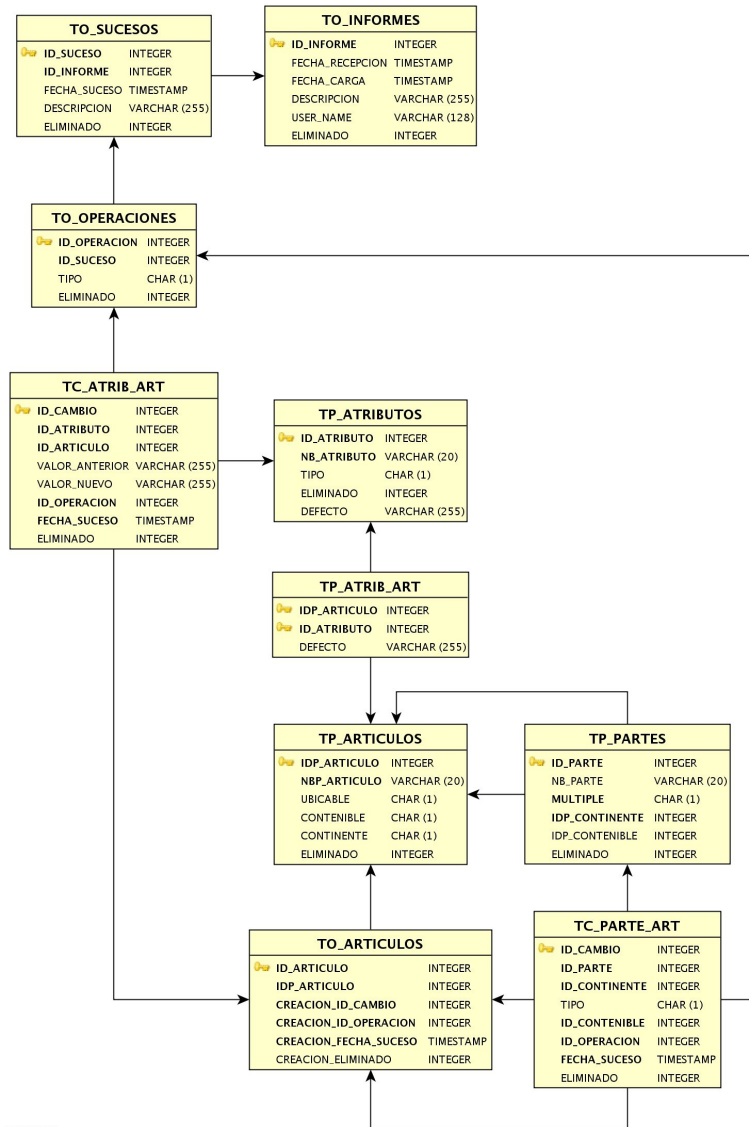 TO_SUCESOS
ID_SUCESO INTEGER
ID_INFORME INTEGER
FECHA_SUCESO TIMESTAMP
DESCRIPCION VARCHAR (255)
ELIMINADO INTEGER
TO_INFORMES
ID_INFORME INTEGER
FECHA_RECEPCION TIMESTAMP
FECHA_CARGA TIMESTAMP
DESCRIPCION VARCHAR (255)
USER_NAME VARCHAR (128)
ELIMINADO INTEGER
TO_OPERACIONES
ID_OPERACION INTEGER
ID_SUCESO INTEGER
TIPO CHAR (1)
ELIMINADO INTEGER
TC_ATRIB_ART
ID_CAMBIO INTEGER
ID_ATRIBUTO INTEGER
ID_ARTICULO INTEGER
VALOR_ANTERIOR VARCHAR (255)
VALOR_NUEVO VARCHAR (255)
ID_OPERACION INTEGER
FECHA_SUCESO TIMESTAMP
ELIMINADO INTEGER
TP_ATRIBUTOS
ID_ATRIBUTO INTEGER
NB_ATRIBUTO VARCHAR (20)
TIPO CHAR (1)
ELIMINADO INTEGER
DEFECTO VARCHAR (255)
TP_ATRIB_ART
IDP_ARTICULO INTEGER
ID_ATRIBUTO INTEGER
DEFECTO VARCHAR (255)
TP_ARTICULOS
IDP_ARTICULO INTEGER
NBP_ARTICULO VARCHAR (20)
UBICABLE CHAR (1)
CONTENIBLE CHAR (1)
CONTINENTE CHAR (1)
ELIMINADO INTEGER
TP_PARTES
ID_PARTE INTEGER
NB_PARTE VARCHAR (20)
MULTIPLE CHAR (1)
IDP_CONTINENTE INTEGER
IDP_CONTENIBLE INTEGER
ELIMINADO INTEGER
TO_ARTICULOS
ID_ARTICULO INTEGER
IDP_ARTICULO INTEGER
CREACION_ID_CAMBIO INTEGER
CREACION_ID_OPERACION INTEGER
CREACION_FECHA_SUCESO TIMESTAMP
CREACION_ELIMINADO INTEGER
TC_PARTE_ART
ID_CAMBIO INTEGER
ID_PARTE INTEGER
ID_CONTINENTE INTEGER
TIPO CHAR (1)
ID_CONTENIBLE INTEGER
ID_OPERACION INTEGER
FECHA_SUCESO TIMESTAMP
ELIMINADO INTEGER